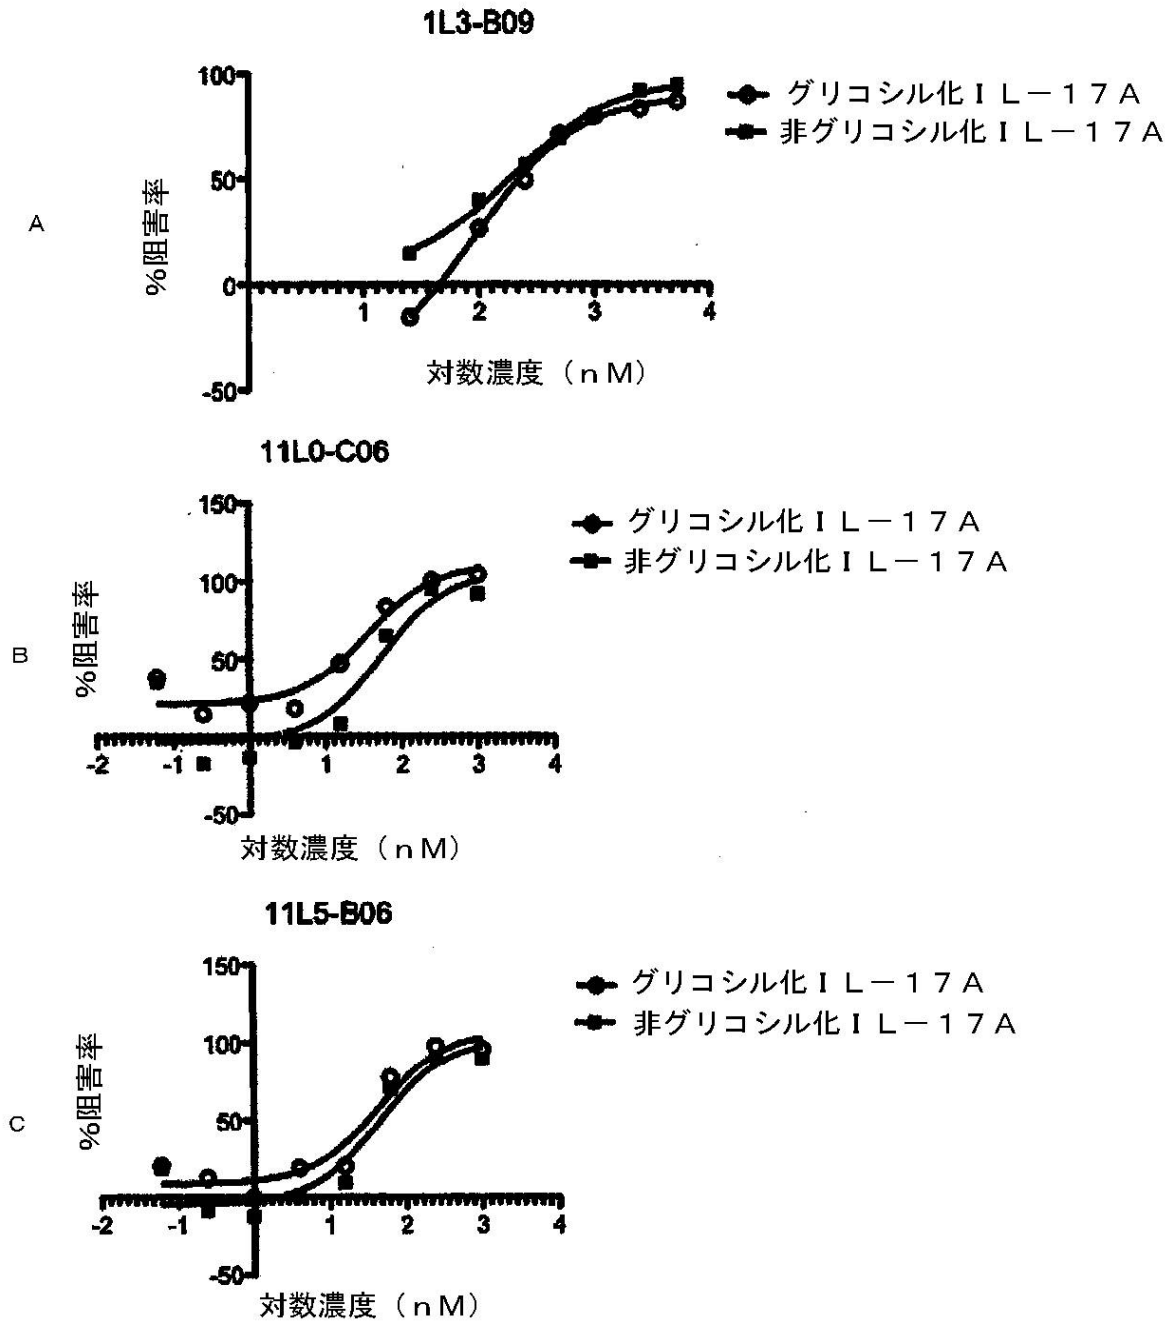 1L3-B09
100
50
0
-50
1 2 3 4
グリコシル化ＩＬ－１７Ａ
非グリコシル化ＩＬ－１７Ａ
A
%阻害率
対数濃度（ｎＭ）
11L0-C06
150
100
50
-50
-2 -1 1 2 3 4
グリコシル化ＩＬ－１７Ａ
非グリコシル化ＩＬ－１７Ａ
B
%阻害率
対数濃度（ｎＭ）
11L5-B06
150
100
50
-50
-2 -1 1 2 3 4
グリコシル化ＩＬ－１７Ａ
非グリコシル化ＩＬ－１７Ａ
C
%阻害率
対数濃度（ｎＭ）